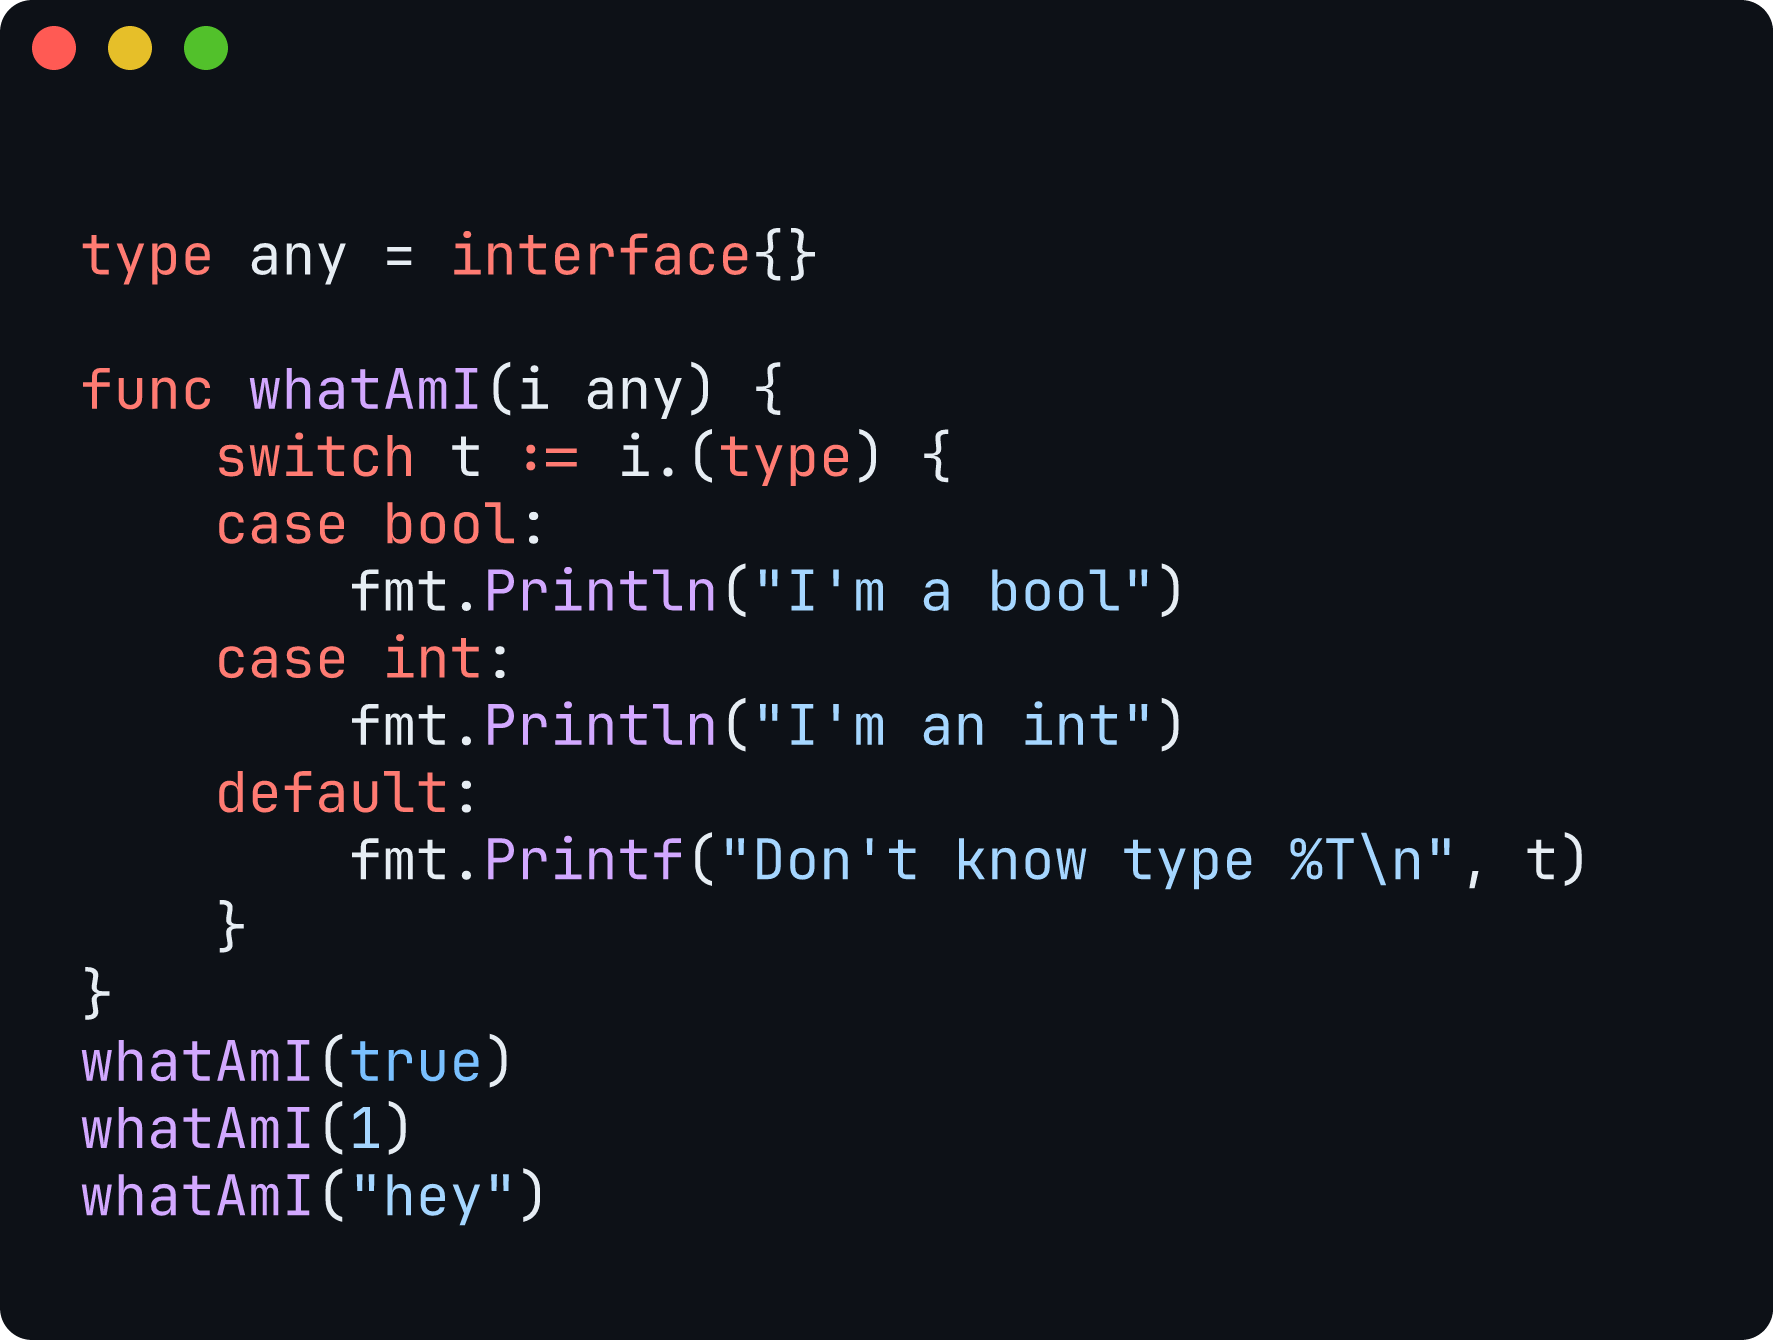 type any = interface{}
func whatAmI(i any) {
    switch t := i.(type) {
    case bool:
        fmt.Println("I'm a bool")
    case int:
        fmt.Println("I'm an int")
    default:
        fmt.Printf("Don't know type %T\n", t)
    }
}
whatAmI(true)
whatAmI(1)
whatAmI("hey")